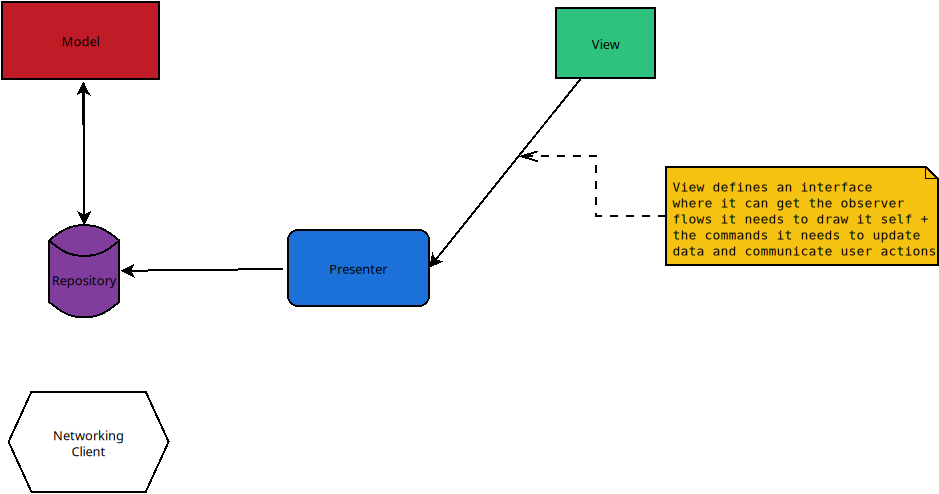 Model
View
View defines an interface
where it can get the observer
flows it needs to draw it self +
the commands it needs to update
data and communicate user actions
Presenter
Repository
Networking
Client